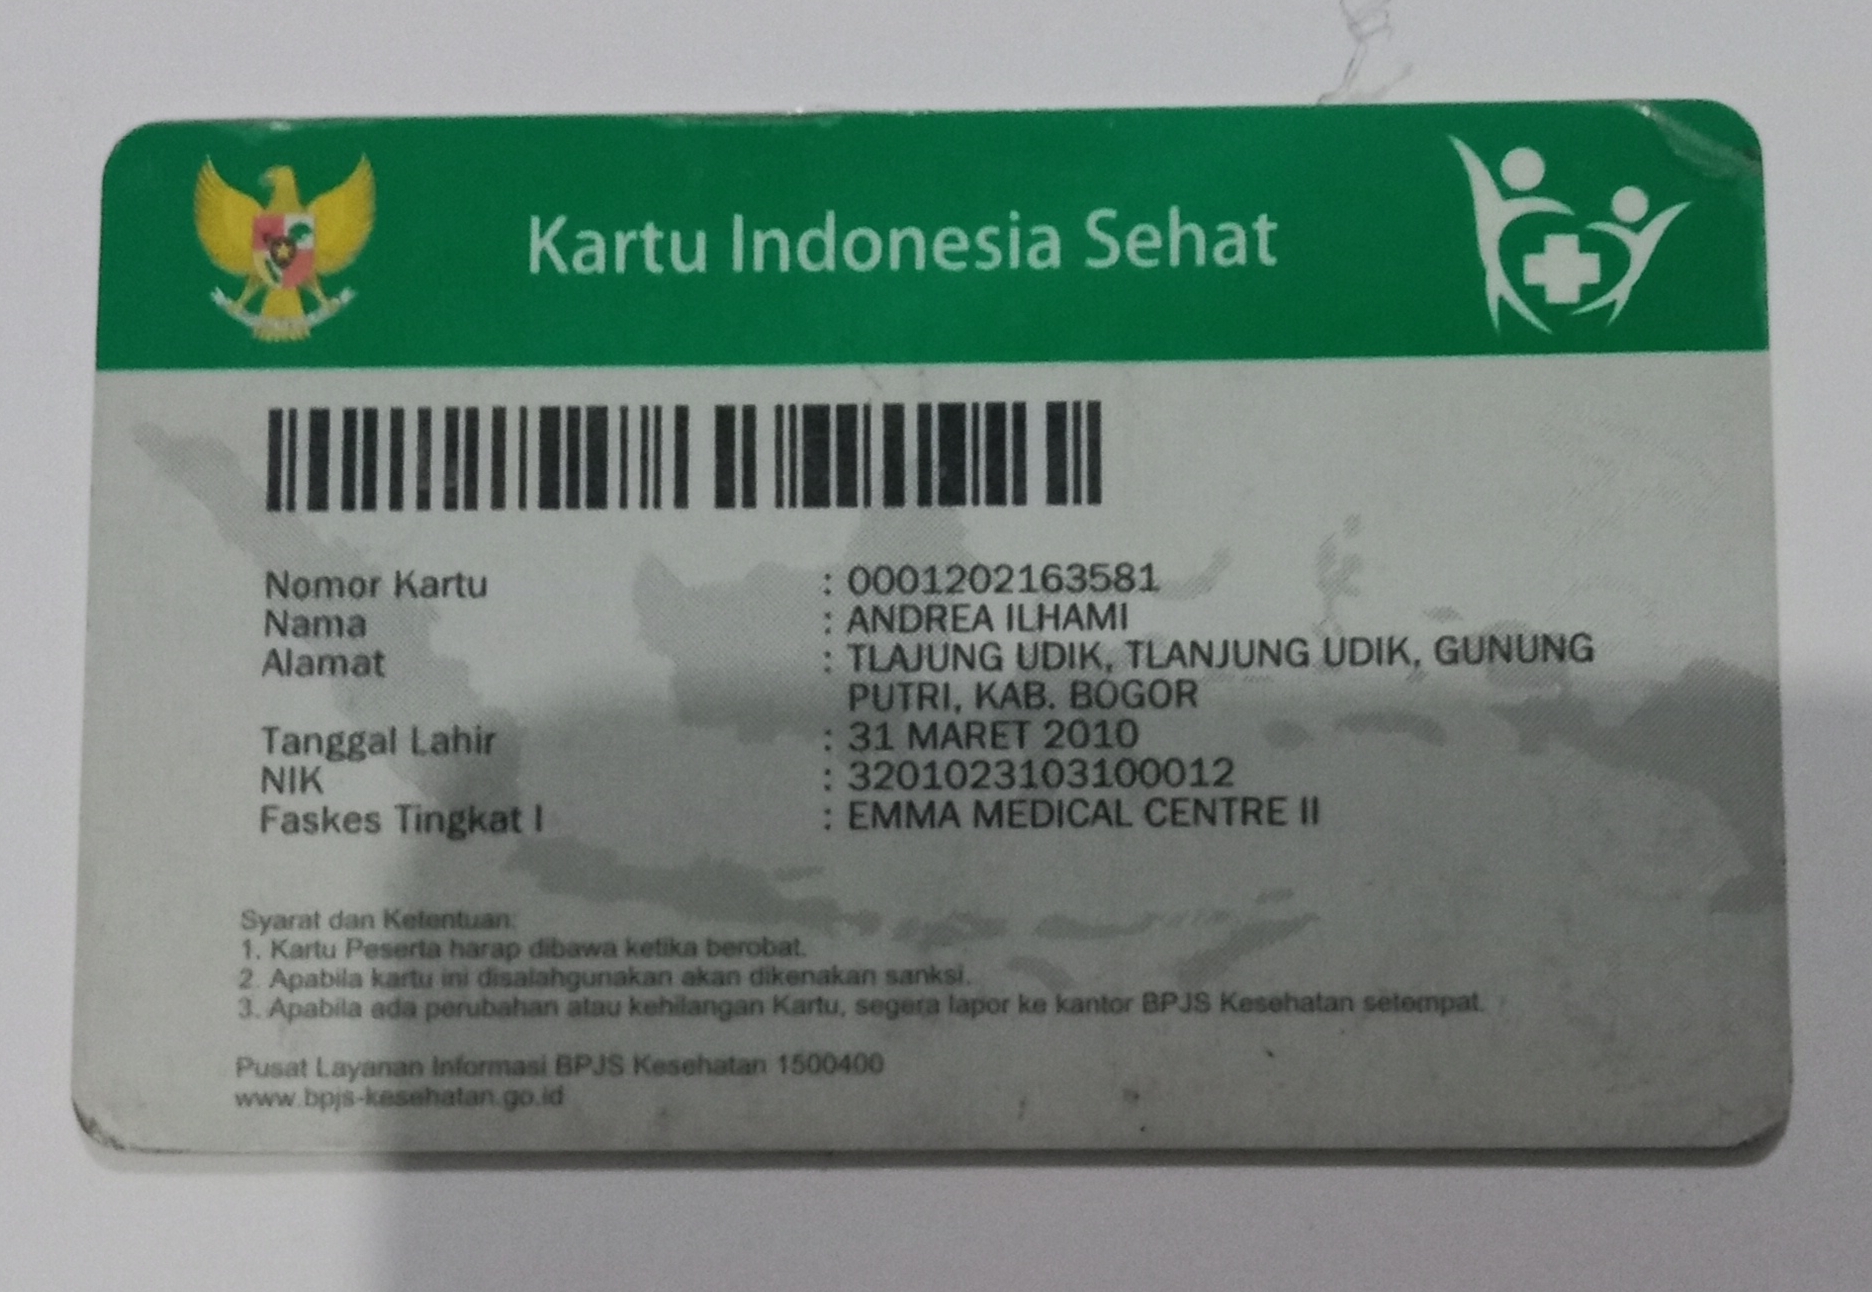 Kartu Indonesia Sehat
Nomor Kartu : 0001202163581
Nama : ANDREA ILHAMI
Alamat : TLAJUNG UDIK, TLANJUNG UDIK, GUNUNG
PUTRI, KAB. BOGOR
Tanggal Lahir : 31 MARET 2010
NIK : 3201023103100012
Faskes Tingkat I : EMMA MEDICAL CENTRE II
Syarat dan Ketentuan:
1. Kartu Peserta harap dibawa ketika berobat.
2. Apabila kartu ini disalahgunakan akan dikenakan sanksi.
3. Apabila ada perubahan atau kehilangan Kartu, segera lapor ke kantor BPJS Kesehatan setempat.
Pusat Layanan Informasi BPJS Kesehatan 1500400
www.bpjs-kesehatan.go.id